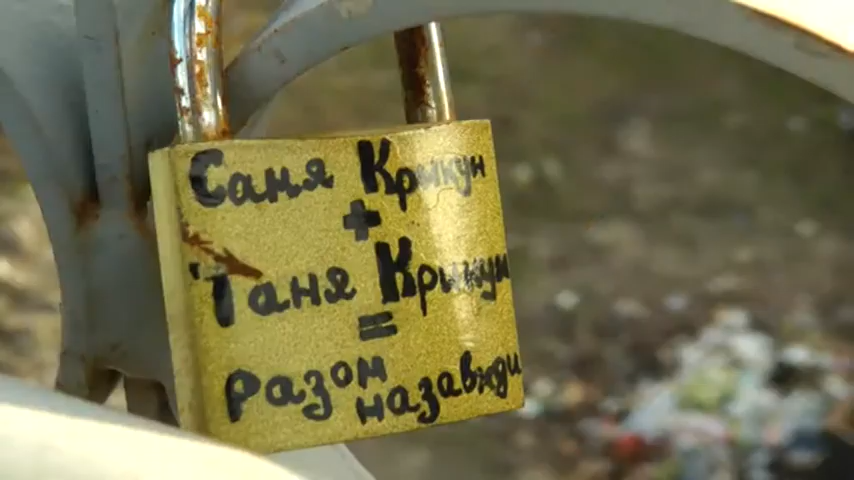 Саня Крикун
+
Таня Крикун
=
разом
назавжди